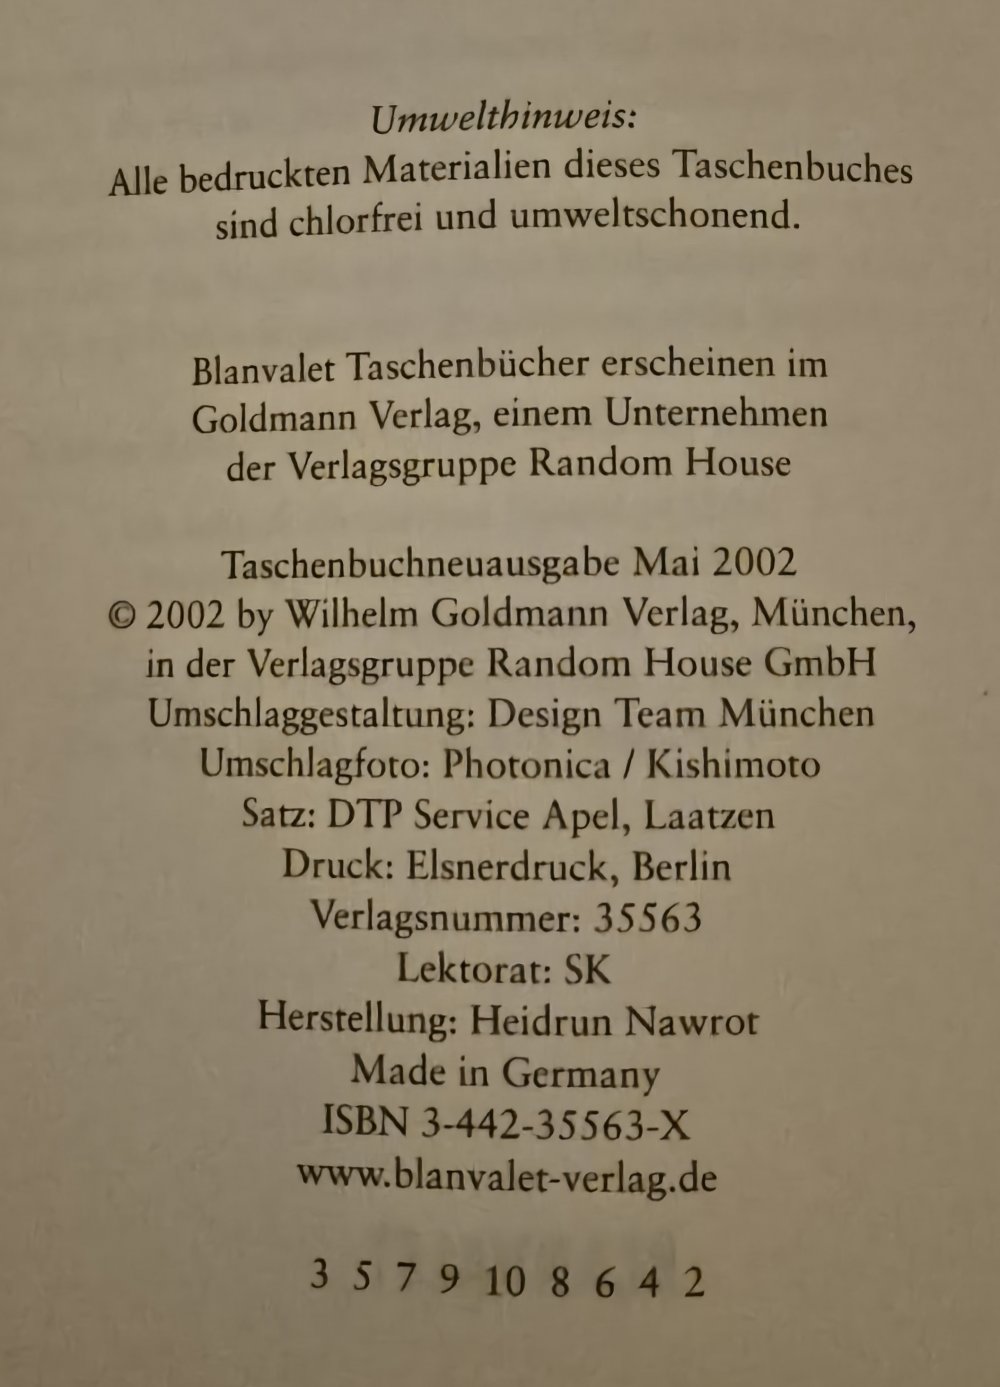 Umwelthinweis:
Alle bedruckten Materialien dieses Taschenbuches
sind chlorfrei und umweltschonend.
Blanvalet Taschenbücher erscheinen im
Goldmann Verlag, einem Unternehmen
der Verlagsgruppe Random House
Taschenbuchneuausgabe Mai 2002
© 2002 by Wilhelm Goldmann Verlag, München,
in der Verlagsgruppe Random House GmbH
Umschlaggestaltung: Design Team München
Umschlagfoto: Photonica / Kishimoto
Satz: DTP Service Apel, Laatzen
Druck: Elsnerdruck, Berlin
Verlagsnummer: 35563
Lektorat: SK
Herstellung: Heidrun Nawrot
Made in Germany
ISBN 3-442-35563-X
www.blanvalet-verlag.de
3 5 7 9 10 8 6 4 2